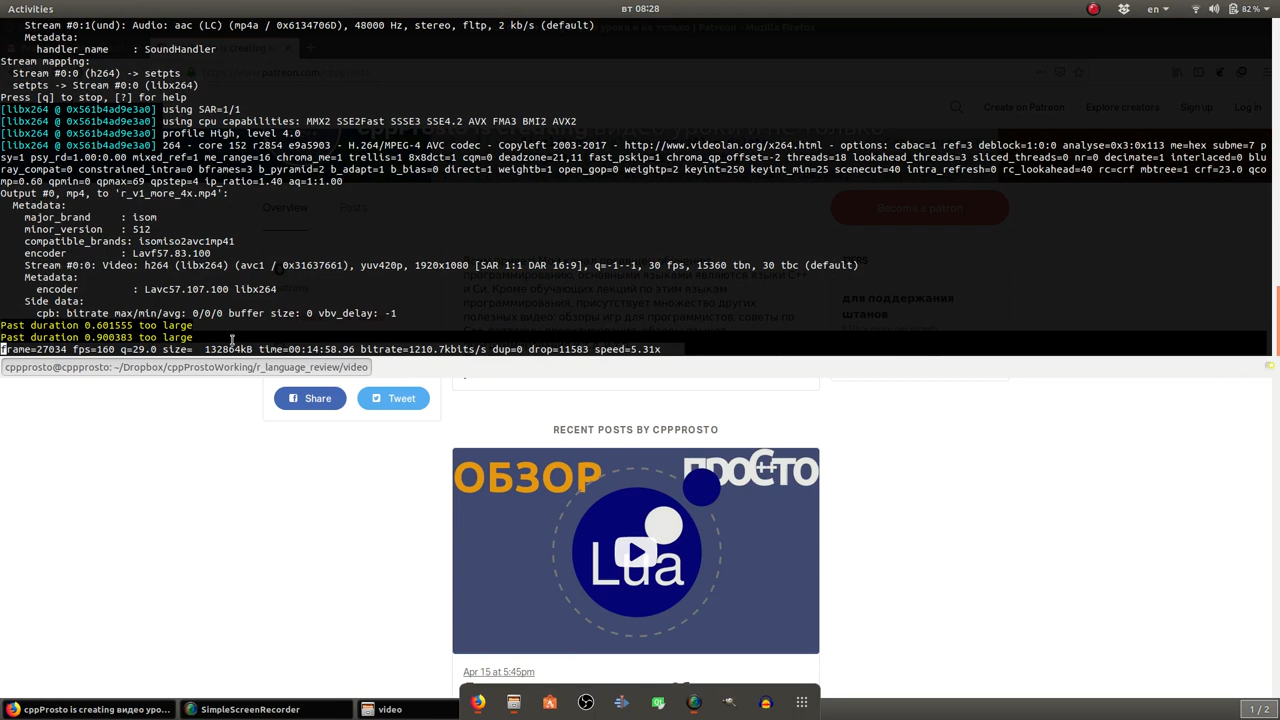 Activities
вт 08:28
en
82 %
Stream #0:1(und): Audio: aac (LC) (mp4a / 0x6134706D), 48000 Hz, stereo, fltp, 2 kb/s (default)
Metadata:
handler_name : SoundHandler
Stream mapping:
Stream #0:0 (h264) -> setpts
setpts -> Stream #0:0 (libx264)
Press [q] to stop, [?] for help
[libx264 @ 0x561b4ad9e3a0] using SAR=1/1
[libx264 @ 0x561b4ad9e3a0] using cpu capabilities: MMX2 SSE2Fast SSSE3 SSE4.2 AVX FMA3 BMI2 AVX2
[libx264 @ 0x561b4ad9e3a0] profile High, level 4.0
[libx264 @ 0x561b4ad9e3a0] 264 - core 152 r2854 e9a5903 - H.264/MPEG-4 AVC codec - Copyleft 2003-2017 - http://www.videolan.org/x264.html - options: cabac=1 ref=3 deblock=1:0:0 analyse=0x3:0x113 me=hex subme=7 p
sy=1 psy_rd=1.00:0.00 mixed_ref=1 me_range=16 chroma_me=1 trellis=1 8x8dct=1 cqm=0 deadzone=21,11 fast_pskip=1 chroma_qp_offset=-2 threads=18 lookahead_threads=3 sliced_threads=0 nr=0 decimate=1 interlaced=0 blu
ray_compat=0 constrained_intra=0 bframes=3 b_pyramid=2 b_adapt=1 b_bias=0 direct=1 weightb=1 open_gop=0 weightp=2 keyint=250 keyint_min=25 scenecut=40 intra_refresh=0 rc_lookahead=40 rc=crf mbtree=1 crf=23.0 qco
mp=0.60 qpmin=0 qpmax=69 qpstep=4 ip_ratio=1.40 aq=1:1.00
Output #0, mp4, to 'r_v1_more_4x.mp4':
Metadata:
major_brand : isom
minor_version : 512
compatible_brands: isomiso2avc1mp41
encoder : Lavf57.83.100
Stream #0:0: Video: h264 (libx264) (avc1 / 0x31637661), yuv420p, 1920x1080 [SAR 1:1 DAR 16:9], q=-1--1, 30 fps, 15360 tbn, 30 tbc (default)
Metadata:
encoder : Lavc57.107.100 libx264
Side data:
cpb: bitrate max/min/avg: 0/0/0 buffer size: 0 vbv_delay: -1
Past duration 0.601555 too large
Past duration 0.900383 too large
frame=27034 fps=160 q=29.0 size= 132864kB time=00:14:58.96 bitrate=1210.7kbits/s dup=0 drop=11583 speed=5.31x
cppprosto@cppprosto: ~/Dropbox/cppProstoWorking/r_language_review/video
Create on Patreon
Explore creators
Sign up
Log in
Overview
Posts
Become a patron
для поддержания
штанов
Share
Tweet
RECENT POSTS BY CPPPROSTO
ОБЗОР
ПРОСТО
Lua
Apr 15 at 5:45pm
cppProsto is creating видео уро...
SimpleScreenRecorder
video
1 / 2